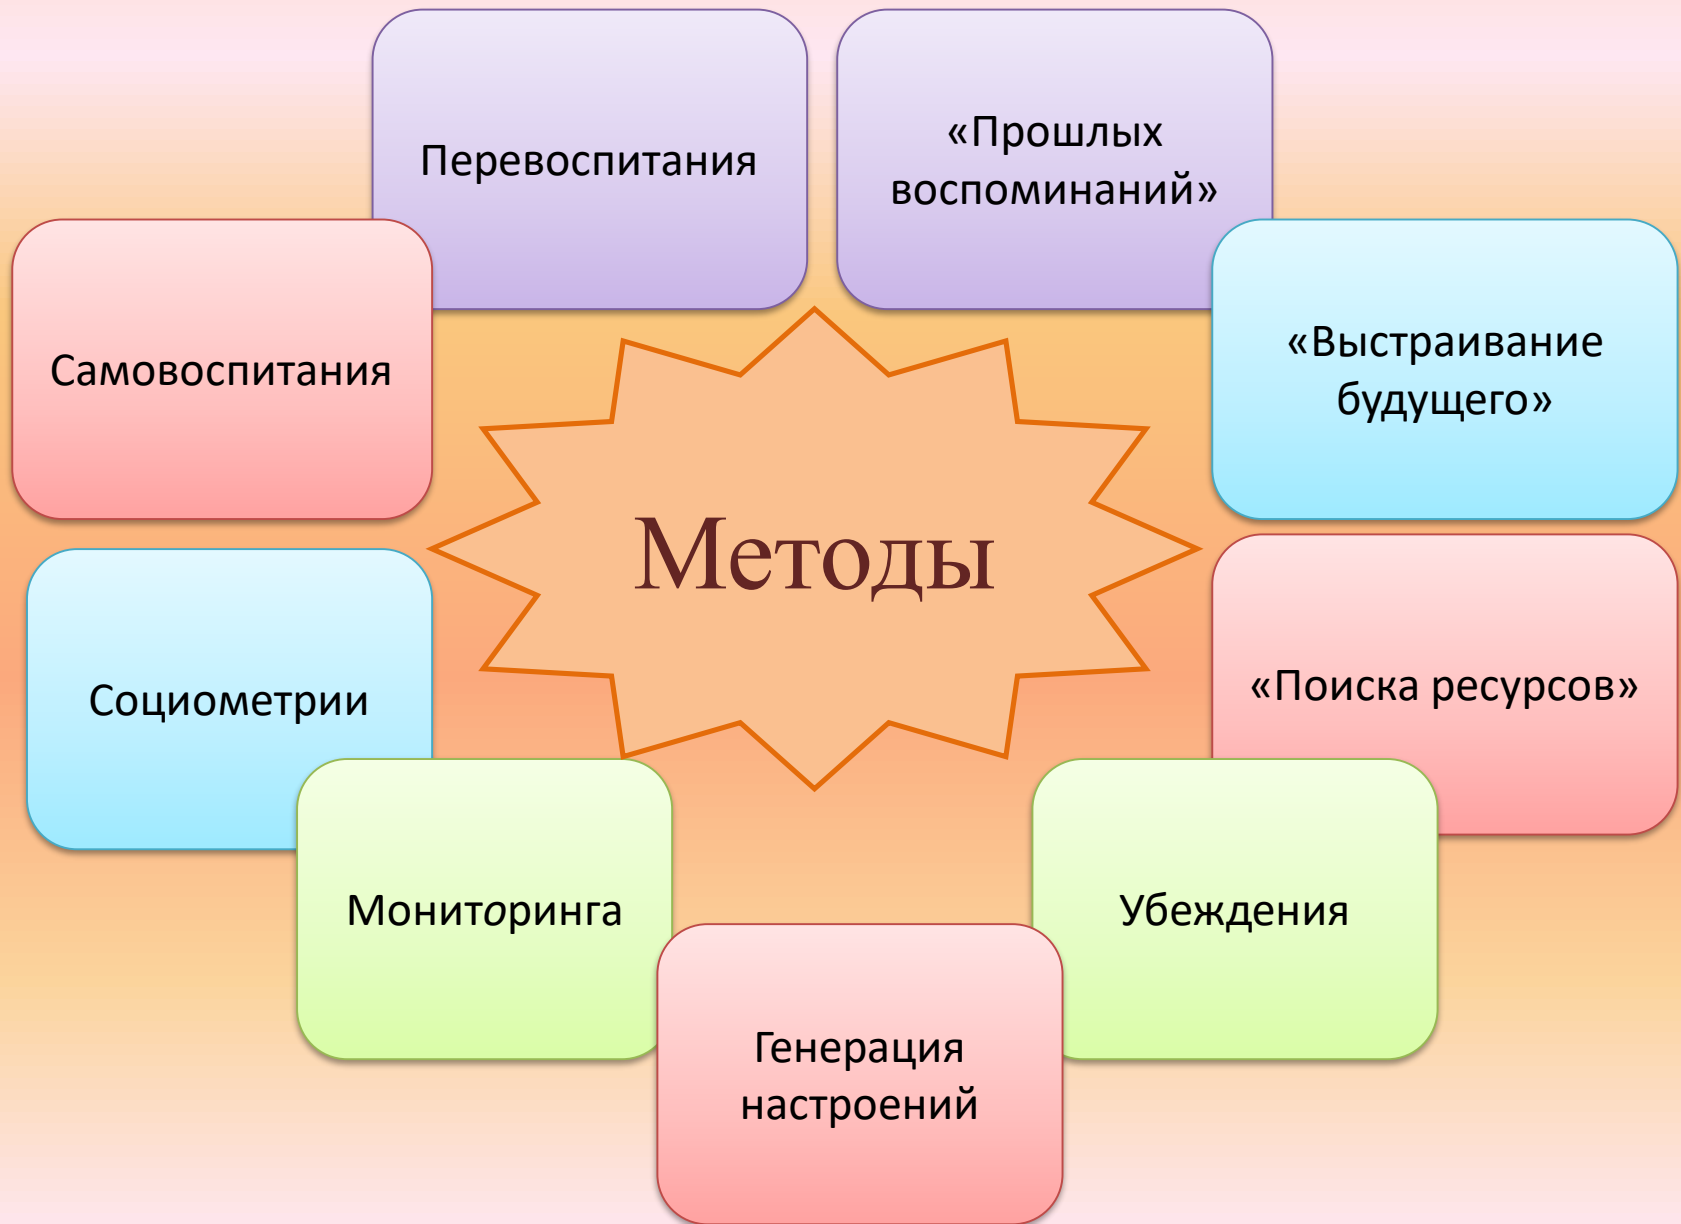 Перевоспитания
«Прошлых
воспоминаний»
Самовоспитания
«Выстраивание
будущего»
Методы
Социометрии
«Поиска ресурсов»
Мониторинга
Убеждения
Генерация
настроений